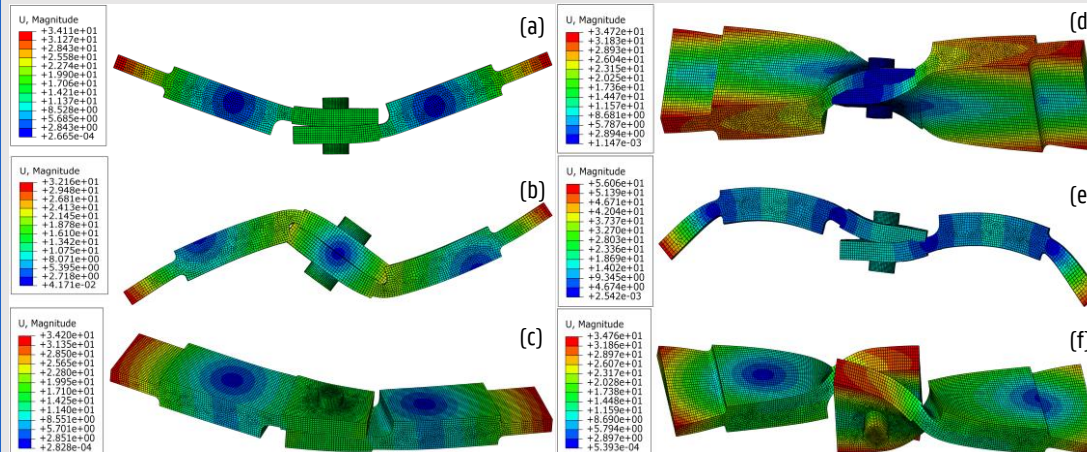 (a)
U, Magnitude
+3.411e+01
+3.127e+01
+2.843e+01
+2.558e+01
+2.274e+01
+1.990e+01
+1.706e+01
+1.421e+01
+1.137e+01
+8.528e+00
+5.685e+00
+2.843e+00
+2.665e-04
(b)
U, Magnitude
+3.216e+01
+2.948e+01
+2.681e+01
+2.413e+01
+2.145e+01
+1.878e+01
+1.610e+01
+1.342e+01
+1.075e+01
+8.071e+00
+5.395e+00
+2.718e+00
+4.171e-02
(c)
U, Magnitude
+3.420e+01
+3.135e+01
+2.850e+01
+2.565e+01
+2.280e+01
+1.995e+01
+1.710e+01
+1.425e+01
+1.140e+01
+8.551e+00
+5.701e+00
+2.851e+00
+2.828e-04
(d
U, Magnitude
+3.472e+01
+3.183e+01
+2.893e+01
+2.604e+01
+2.315e+01
+2.025e+01
+1.736e+01
+1.447e+01
+1.157e+01
+8.681e+00
+5.787e+00
+2.894e+00
+1.147e-03
(e
U, Magnitude
+5.606e+01
+5.139e+01
+4.671e+01
+4.204e+01
+3.737e+01
+3.270e+01
+2.803e+01
+2.336e+01
+1.869e+01
+1.402e+01
+9.345e+00
+4.674e+00
+2.542e-03
(f)
U, Magnitude
+3.476e+01
+3.186e+01
+2.897e+01
+2.607e+01
+2.317e+01
+2.028e+01
+1.738e+01
+1.448e+01
+1.159e+01
+8.690e+00
+5.794e+00
+2.897e+00
+5.393e-04